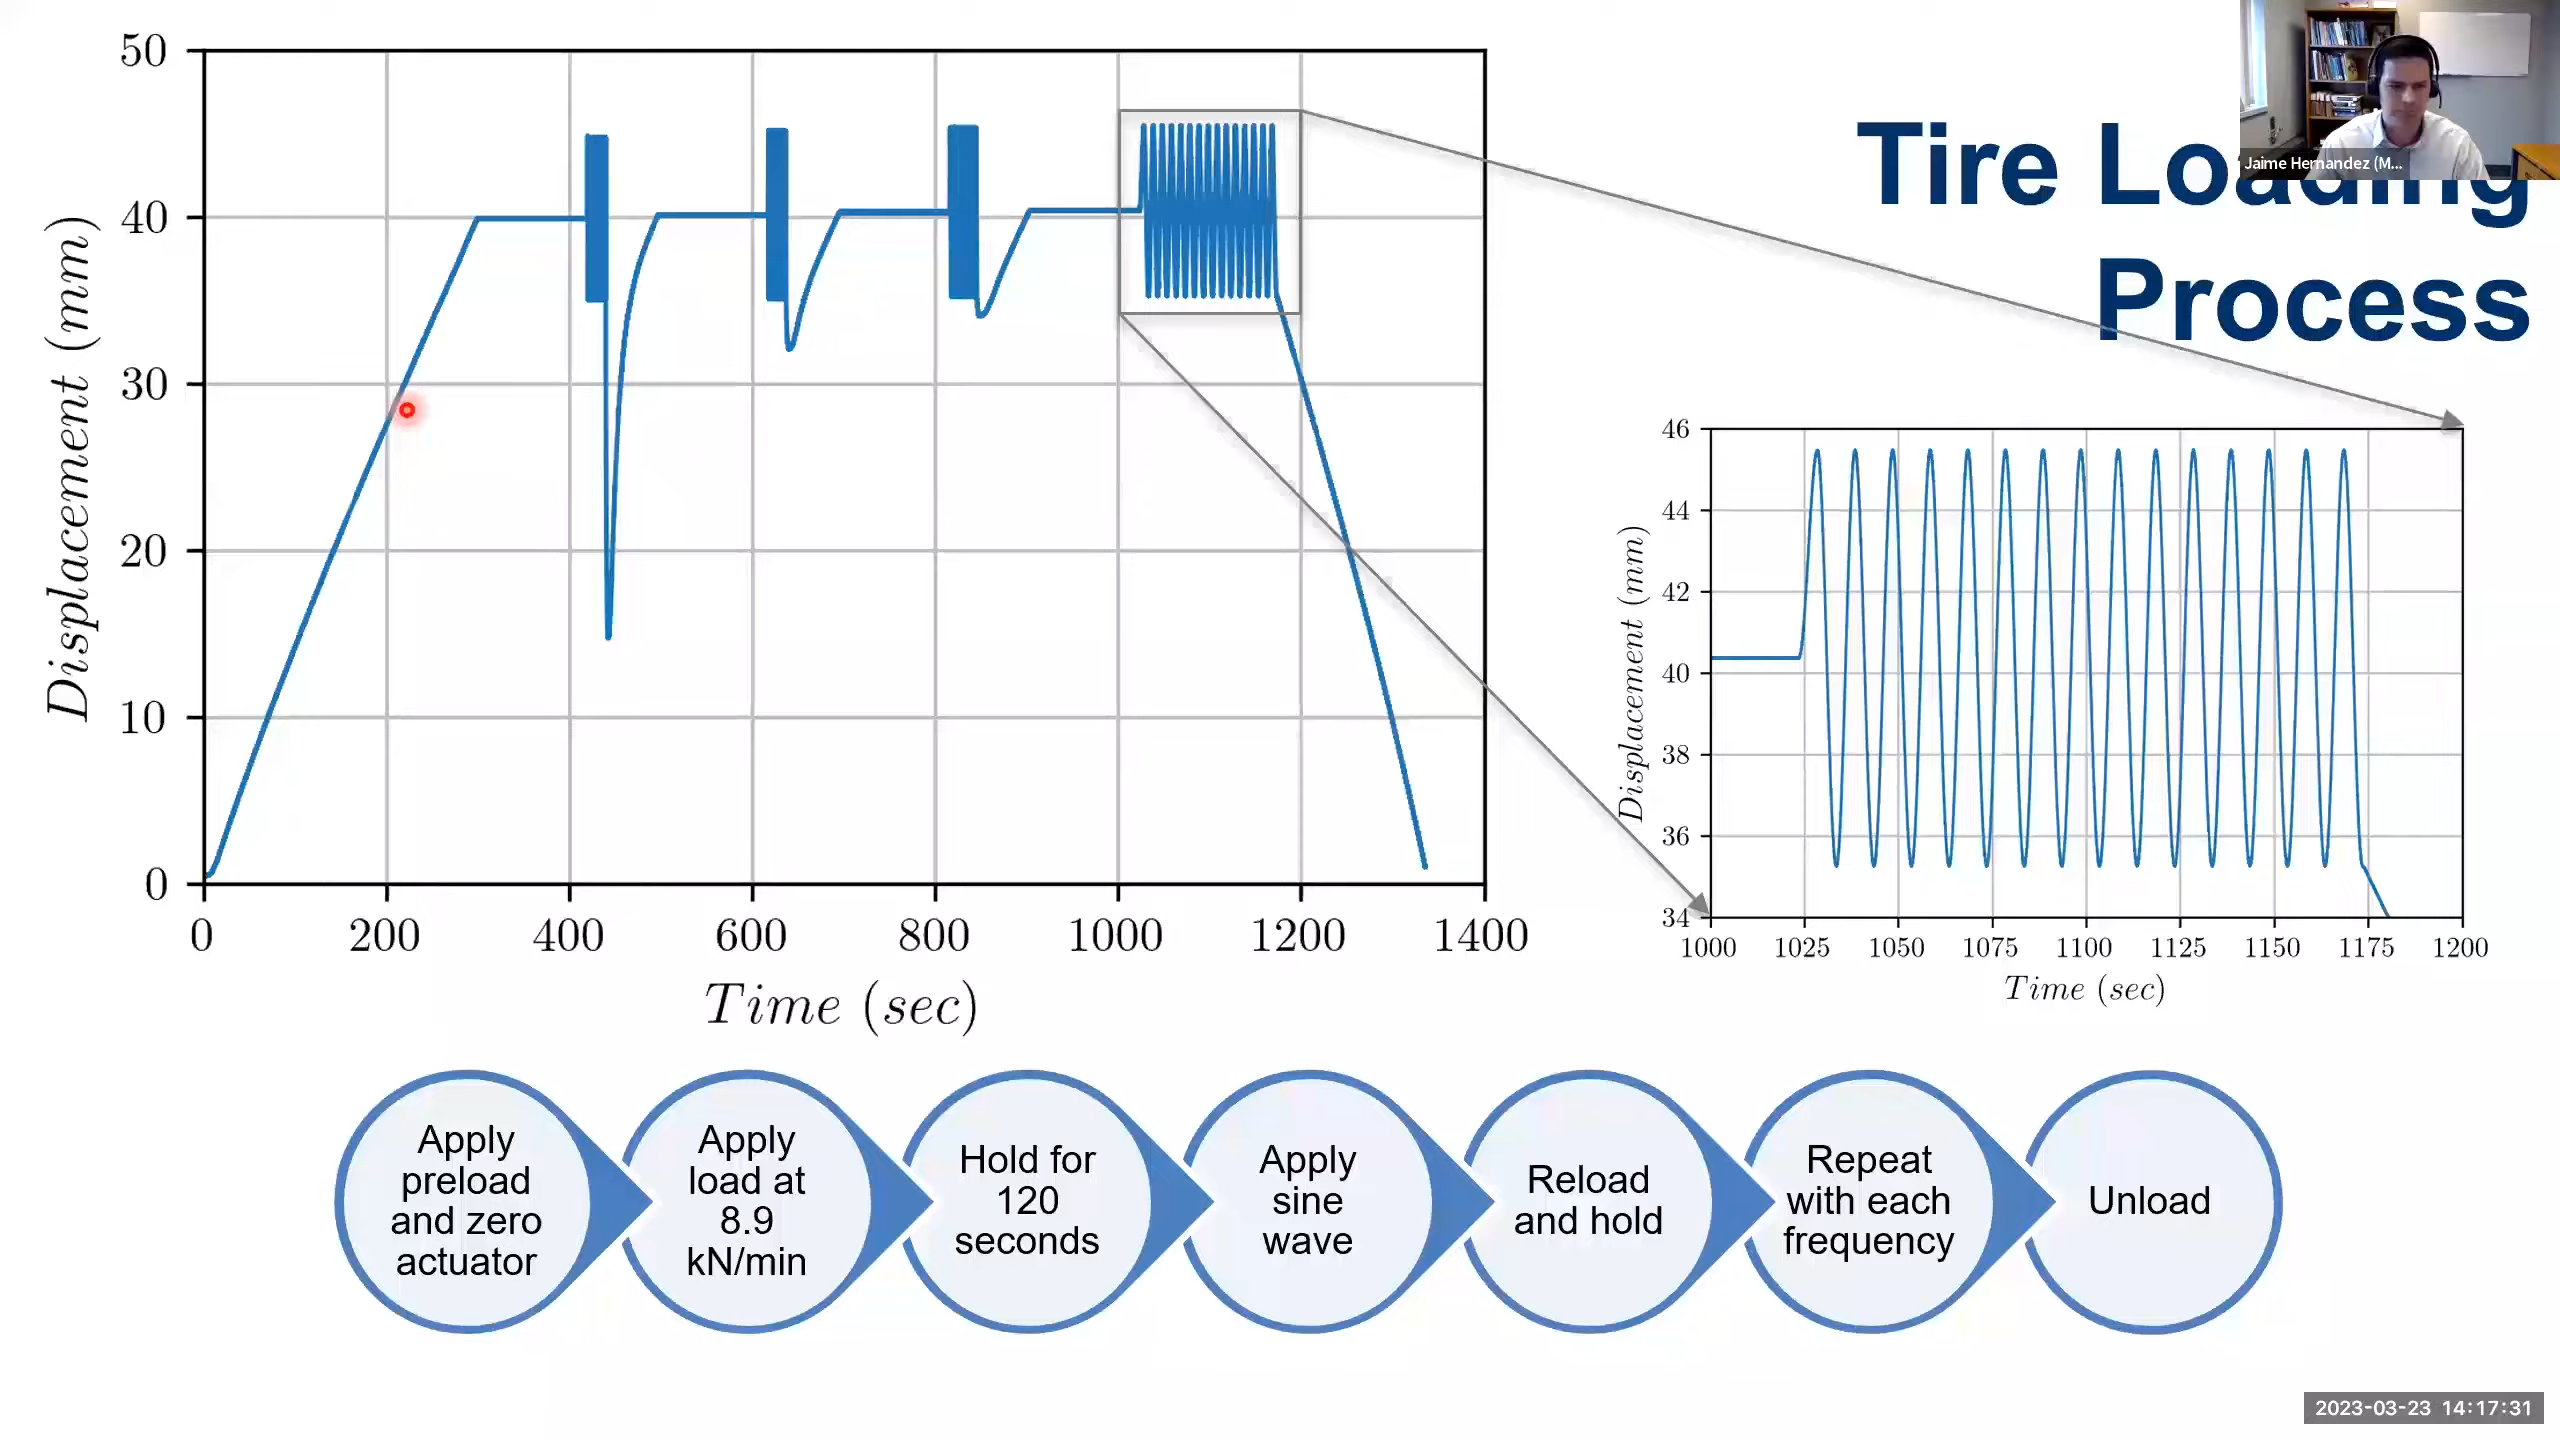 Tire Loading
Process
Jaime Hernandez (M...
50
40
30
20
10
0
Displacement (mm)
0 200 400 600 800 1000 1200 1400
Time (sec)
46
44
42
40
38
36
34
Displacement (mm)
1000 1025 1050 1075 1100 1125 1150 1175 1200
Time (sec)
Apply
preload
and zero
actuator
Apply
load at
8.9
kN/min
Hold for
120
seconds
Apply
sine
wave
Reload
and hold
Repeat
with each
frequency
Unload
2023-03-23 14:17:31